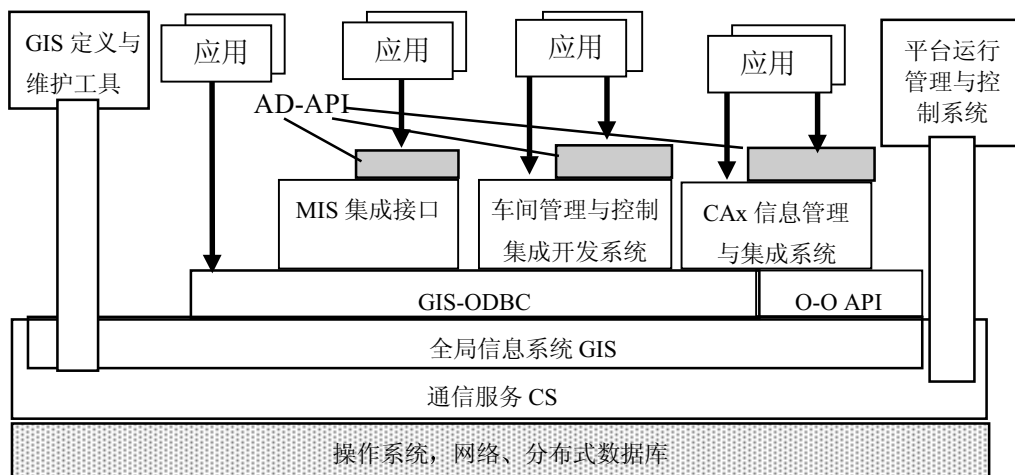 GIS 定义与
维护工具
应用
应用
应用
应用
平台运行
管理与控
制系统
AD-API
MIS 集成接口
车间管理与控制
集成开发系统
CAx 信息管理
与集成系统
GIS-ODBC
O-O API
全局信息系统 GIS
通信服务 CS
操作系统，网络、分布式数据库